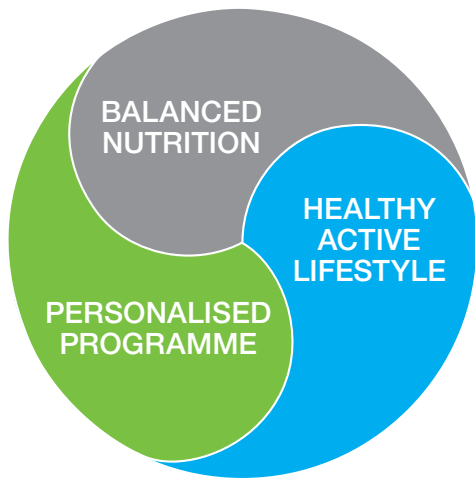 BALANCED
NUTRITION
HEALTHY
ACTIVE
LIFESTYLE
PERSONALISED
PROGRAMME